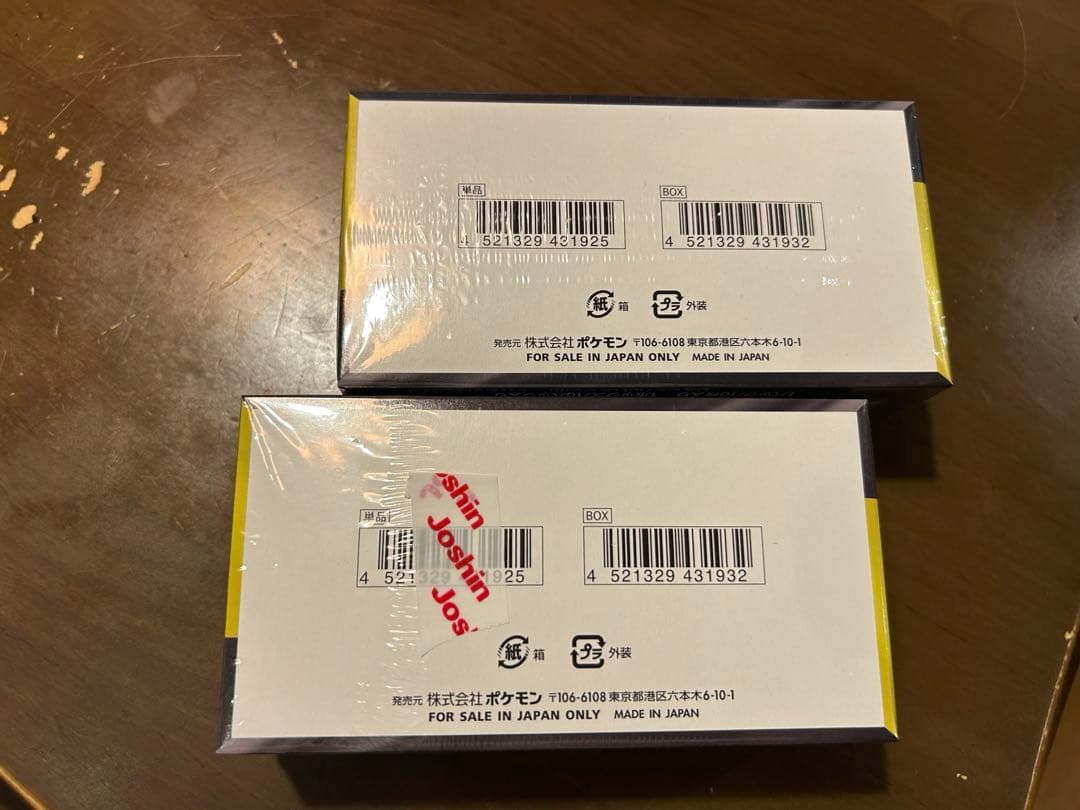 単品
BOX
4 521329 431925
4 521329 431932
紙 箱
プラ 外装
発売元 株式会社ポケモン 〒106-6108 東京都港区六本木6-10-1
FOR SALE IN JAPAN ONLY MADE IN JAPAN
oshin
Joshin
Jos
単品
BOX
4 521329 431925
4 521329 431932
紙 箱
プラ 外装
発売元 株式会社ポケモン 〒106-6108 東京都港区六本木6-10-1
FOR SALE IN JAPAN ONLY MADE IN JAPAN